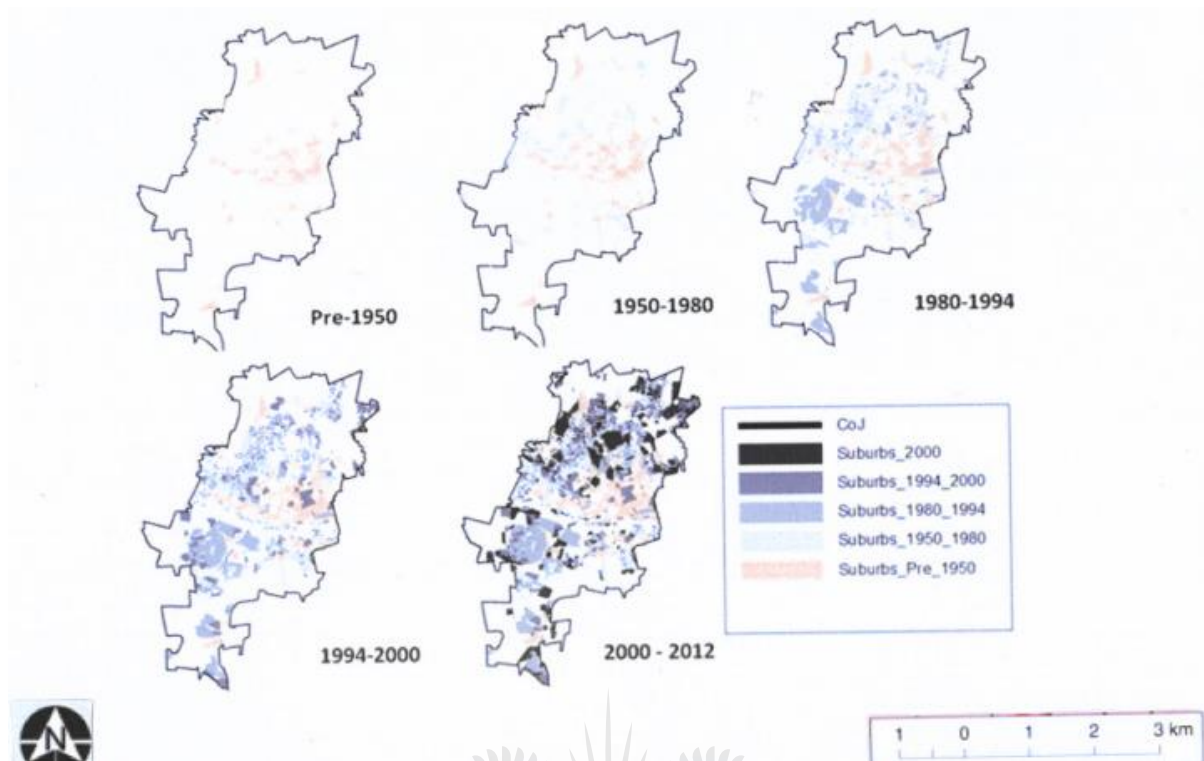 Pre-1950
1950-1980
1980-1994
1994-2000
2000 - 2012
CoJ
Suburbs_2000
Suburbs_1994_2000
Suburbs_1980_1994
Suburbs_1950_1980
Suburbs_Pre_1950
N
1 0 1 2 3 km